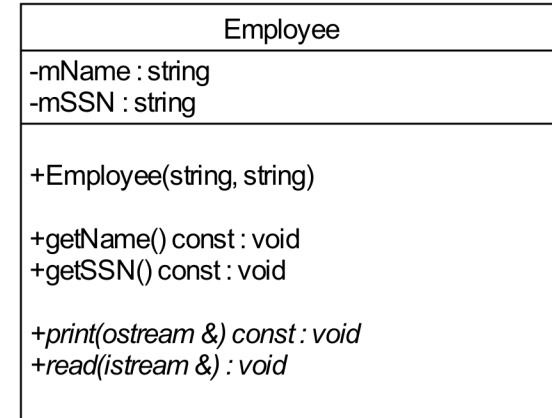 Employee
-mName : string
-mSSN : string
+Employee(string, string)
+getName() const : void
+getSSN() const : void
+print(ostream &) const : void
+read(istream &) : void